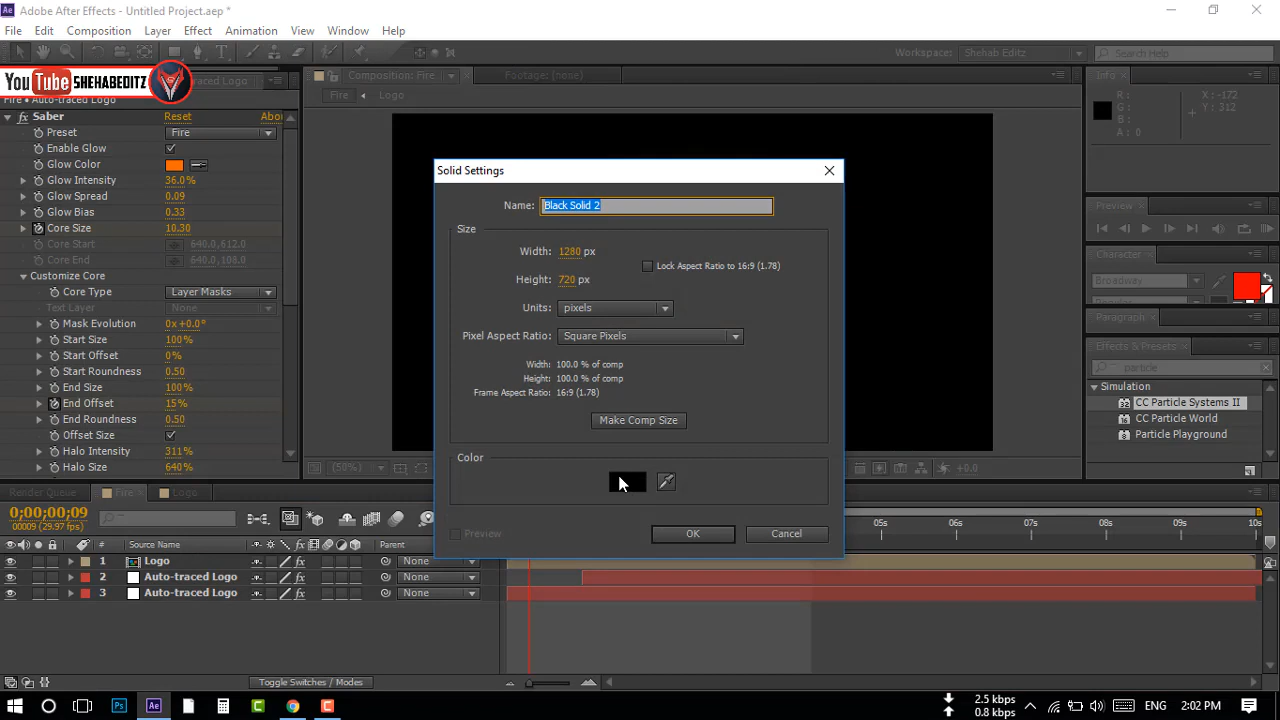 Adobe After Effects - Untitled Project.aep *
File Edit Composition Layer Effect Animation View Window Help
Workspace: Shehab Editz Search Help
YouTube SHEHABEDITZ
Composition: Fire Footage: (none) Info
Fire Logo
Fire • Auto-traced Logo
Saber Reset
Preset Fire
Enable Glow
Glow Color
Glow Intensity 36.0%
Glow Spread 0.09
Glow Bias 0.33
Core Size 10.30
Core Start 640.0,612.0
Core End 640.0,108.0
Customize Core
Core Type Layer Masks
Text Layer None
Mask Evolution 0x +0.0°
Start Size 100%
Start Offset 0%
Start Roundness 0.50
End Size 100%
End Offset 15%
End Roundness 0.50
Offset Size
Halo Intensity 311%
Halo Size 640%
Solid Settings
Name: Black Solid 2
Size
Width: 1280 px
Lock Aspect Ratio to 16:9 (1.78)
Height: 720 px
Units: pixels
Pixel Aspect Ratio: Square Pixels
Width: 100.0 % of comp
Height: 100.0 % of comp
Frame Aspect Ratio: 16:9 (1.78)
Make Comp Size
Color
Preview OK Cancel
R : X : -172
G : Y : 312
B :
A : 0
Preview
Character
Broadway
Paragraph
Effects & Presets
particle
Simulation
CC Particle Systems II
CC Particle World
Particle Playground
(50%) +0.0
Render Queue Fire Logo
0;00;00;09
00009 (29.97 fps)
05s 06s 07s 08s 09s 10s
# Source Name Parent
1 Logo None
2 Auto-traced Logo None
3 Auto-traced Logo None
Toggle Switches / Modes
2.5 kbps
0.8 kbps
ENG 2:02 PM